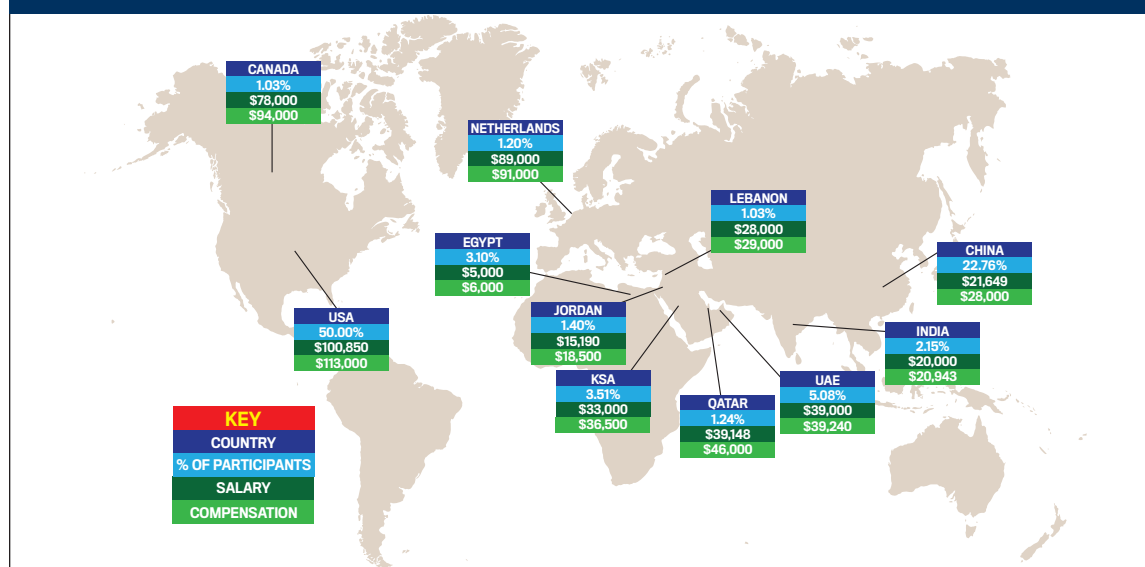 CANADA
1.03%
$78,000
$94,000
NETHERLANDS
1.20%
$89,000
$91,000
LEBANON
1.03%
$28,000
$29,000
EGYPT
3.10%
$5,000
$6,000
CHINA
22.76%
$21,649
$28,000
JORDAN
1.40%
$15,190
$18,500
USA
50.00%
$100,850
$113,000
INDIA
2.15%
$20,000
$20,943
KSA
3.51%
$33,000
$36,500
UAE
5.08%
$39,000
$39,240
QATAR
1.24%
$39,148
$46,000
KEY
COUNTRY
% OF PARTICIPANTS
SALARY
COMPENSATION